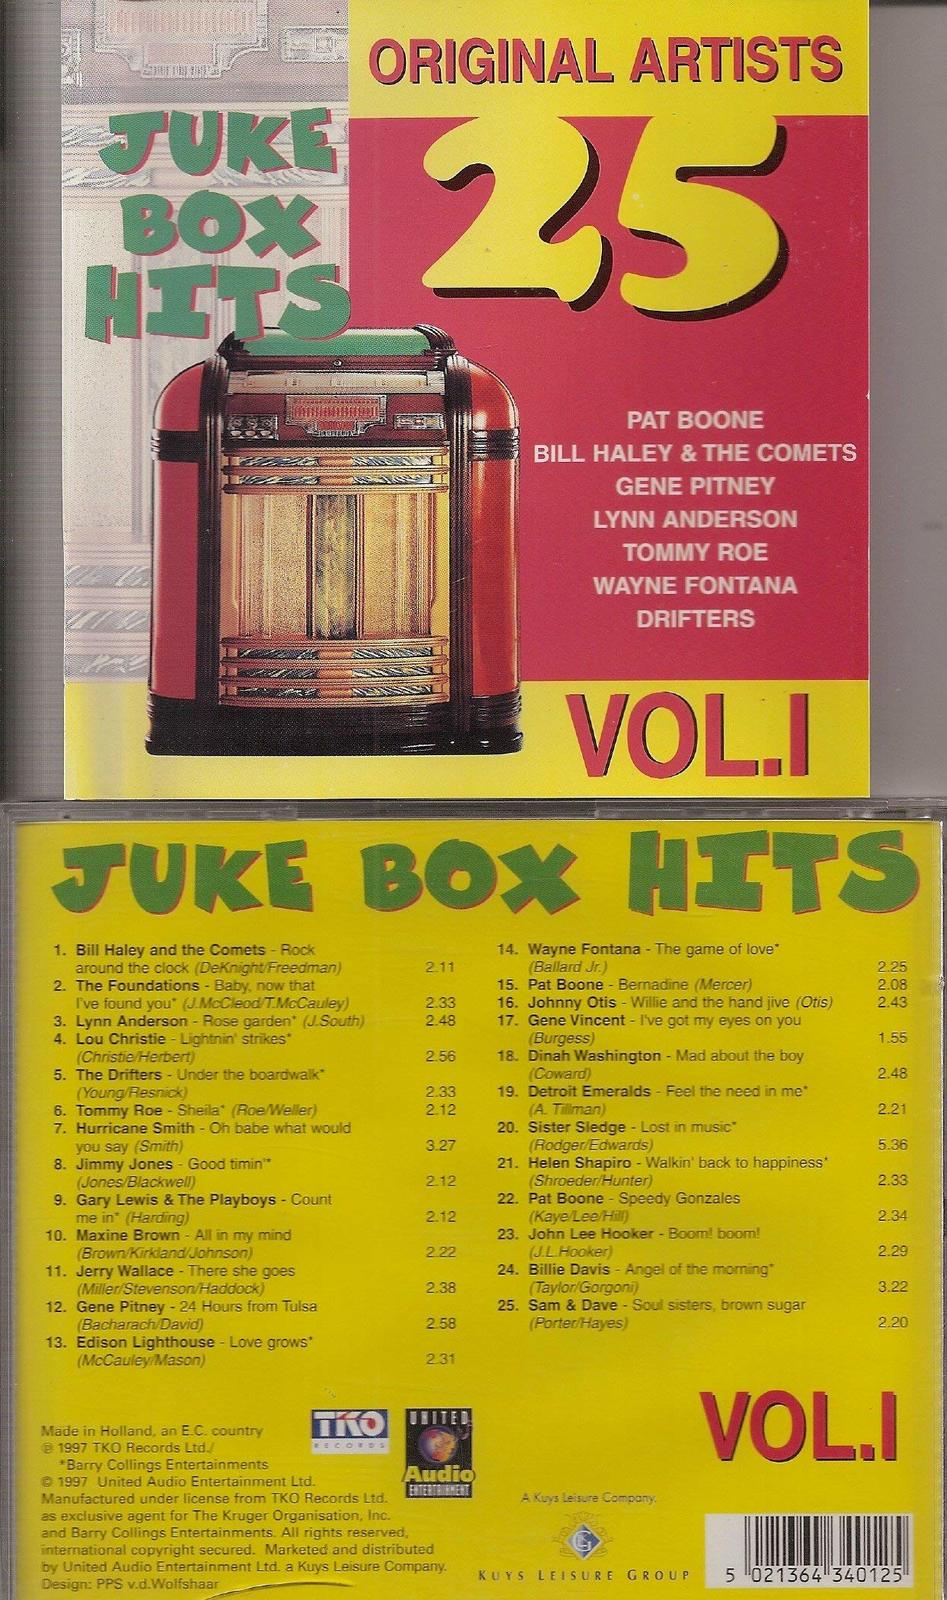 ORIGINAL ARTISTS
JUKE
BOX
HITS
25
PAT BOONE
BILL HALEY & THE COMETS
GENE PITNEY
LYNN ANDERSON
TOMMY ROE
WAYNE FONTANA
DRIFTERS
VOL.I
JUKE BOX HITS
1. Bill Haley and the Comets - Rock
around the clock (DeKnight/Freedman) 2.11
2. The Foundations - Baby, now that
I've found you* (J.McCleod/T.McCauley) 2.33
3. Lynn Anderson - Rose garden* (J.South) 2.48
4. Lou Christie - Lightnin' strikes*
(Christie/Herbert) 2.56
5. The Drifters - Under the boardwalk*
(Young/Resnick) 2.33
6. Tommy Roe - Sheila* (Roe/Weller) 2.12
7. Hurricane Smith - Oh babe what would
you say (Smith) 3.27
8. Jimmy Jones - Good timin'*
(Jones/Blackwell) 2.12
9. Gary Lewis & The Playboys - Count
me in* (Harding) 2.12
10. Maxine Brown - All in my mind
(Brown/Kirkland/Johnson) 2.22
11. Jerry Wallace - There she goes
(Miller/Stevenson/Haddock) 2.38
12. Gene Pitney - 24 Hours from Tulsa
(Bacharach/David) 2.58
13. Edison Lighthouse - Love grows*
(McCauley/Mason) 2.31
14. Wayne Fontana - The game of love*
(Ballard Jr.) 2.25
15. Pat Boone - Bernadine (Mercer) 2.08
16. Johnny Otis - Willie and the hand jive (Otis) 2.43
17. Gene Vincent - I've got my eyes on you
(Burgess) 1.55
18. Dinah Washington - Mad about the boy
(Coward) 2.48
19. Detroit Emeralds - Feel the need in me*
(A. Tillman) 2.21
20. Sister Sledge - Lost in music*
(Rodger/Edwards) 5.36
21. Helen Shapiro - Walkin' back to happiness*
(Shroeder/Hunter) 2.33
22. Pat Boone - Speedy Gonzales
(Kaye/Lee/Hill) 2.34
23. John Lee Hooker - Boom! boom!
(J.L.Hooker) 2.29
24. Billie Davis - Angel of the morning*
(Taylor/Gorgoni) 3.22
25. Sam & Dave - Soul sisters, brown sugar
(Porter/Hayes) 2.20
VOL.I
Made in Holland, an E.C. country
℗ 1997 TKO Records Ltd./
*Barry Collings Entertainments
© 1997 United Audio Entertainment Ltd.
Manufactured under license from TKO Records Ltd.
as exclusive agent for The Kruger Organisation, Inc.
and Barry Collings Entertainments. All rights reserved,
international copyright secured. Marketed and distributed
by United Audio Entertainment Ltd. a Kuys Leisure Company.
Design: PPS v.d.Wolfshaar
TKO
RECORDS
UNITED
Audio
ENTERTAINMENT
A Kuys Leisure Company.
KUYS LEISURE GROUP
5 021364 340125